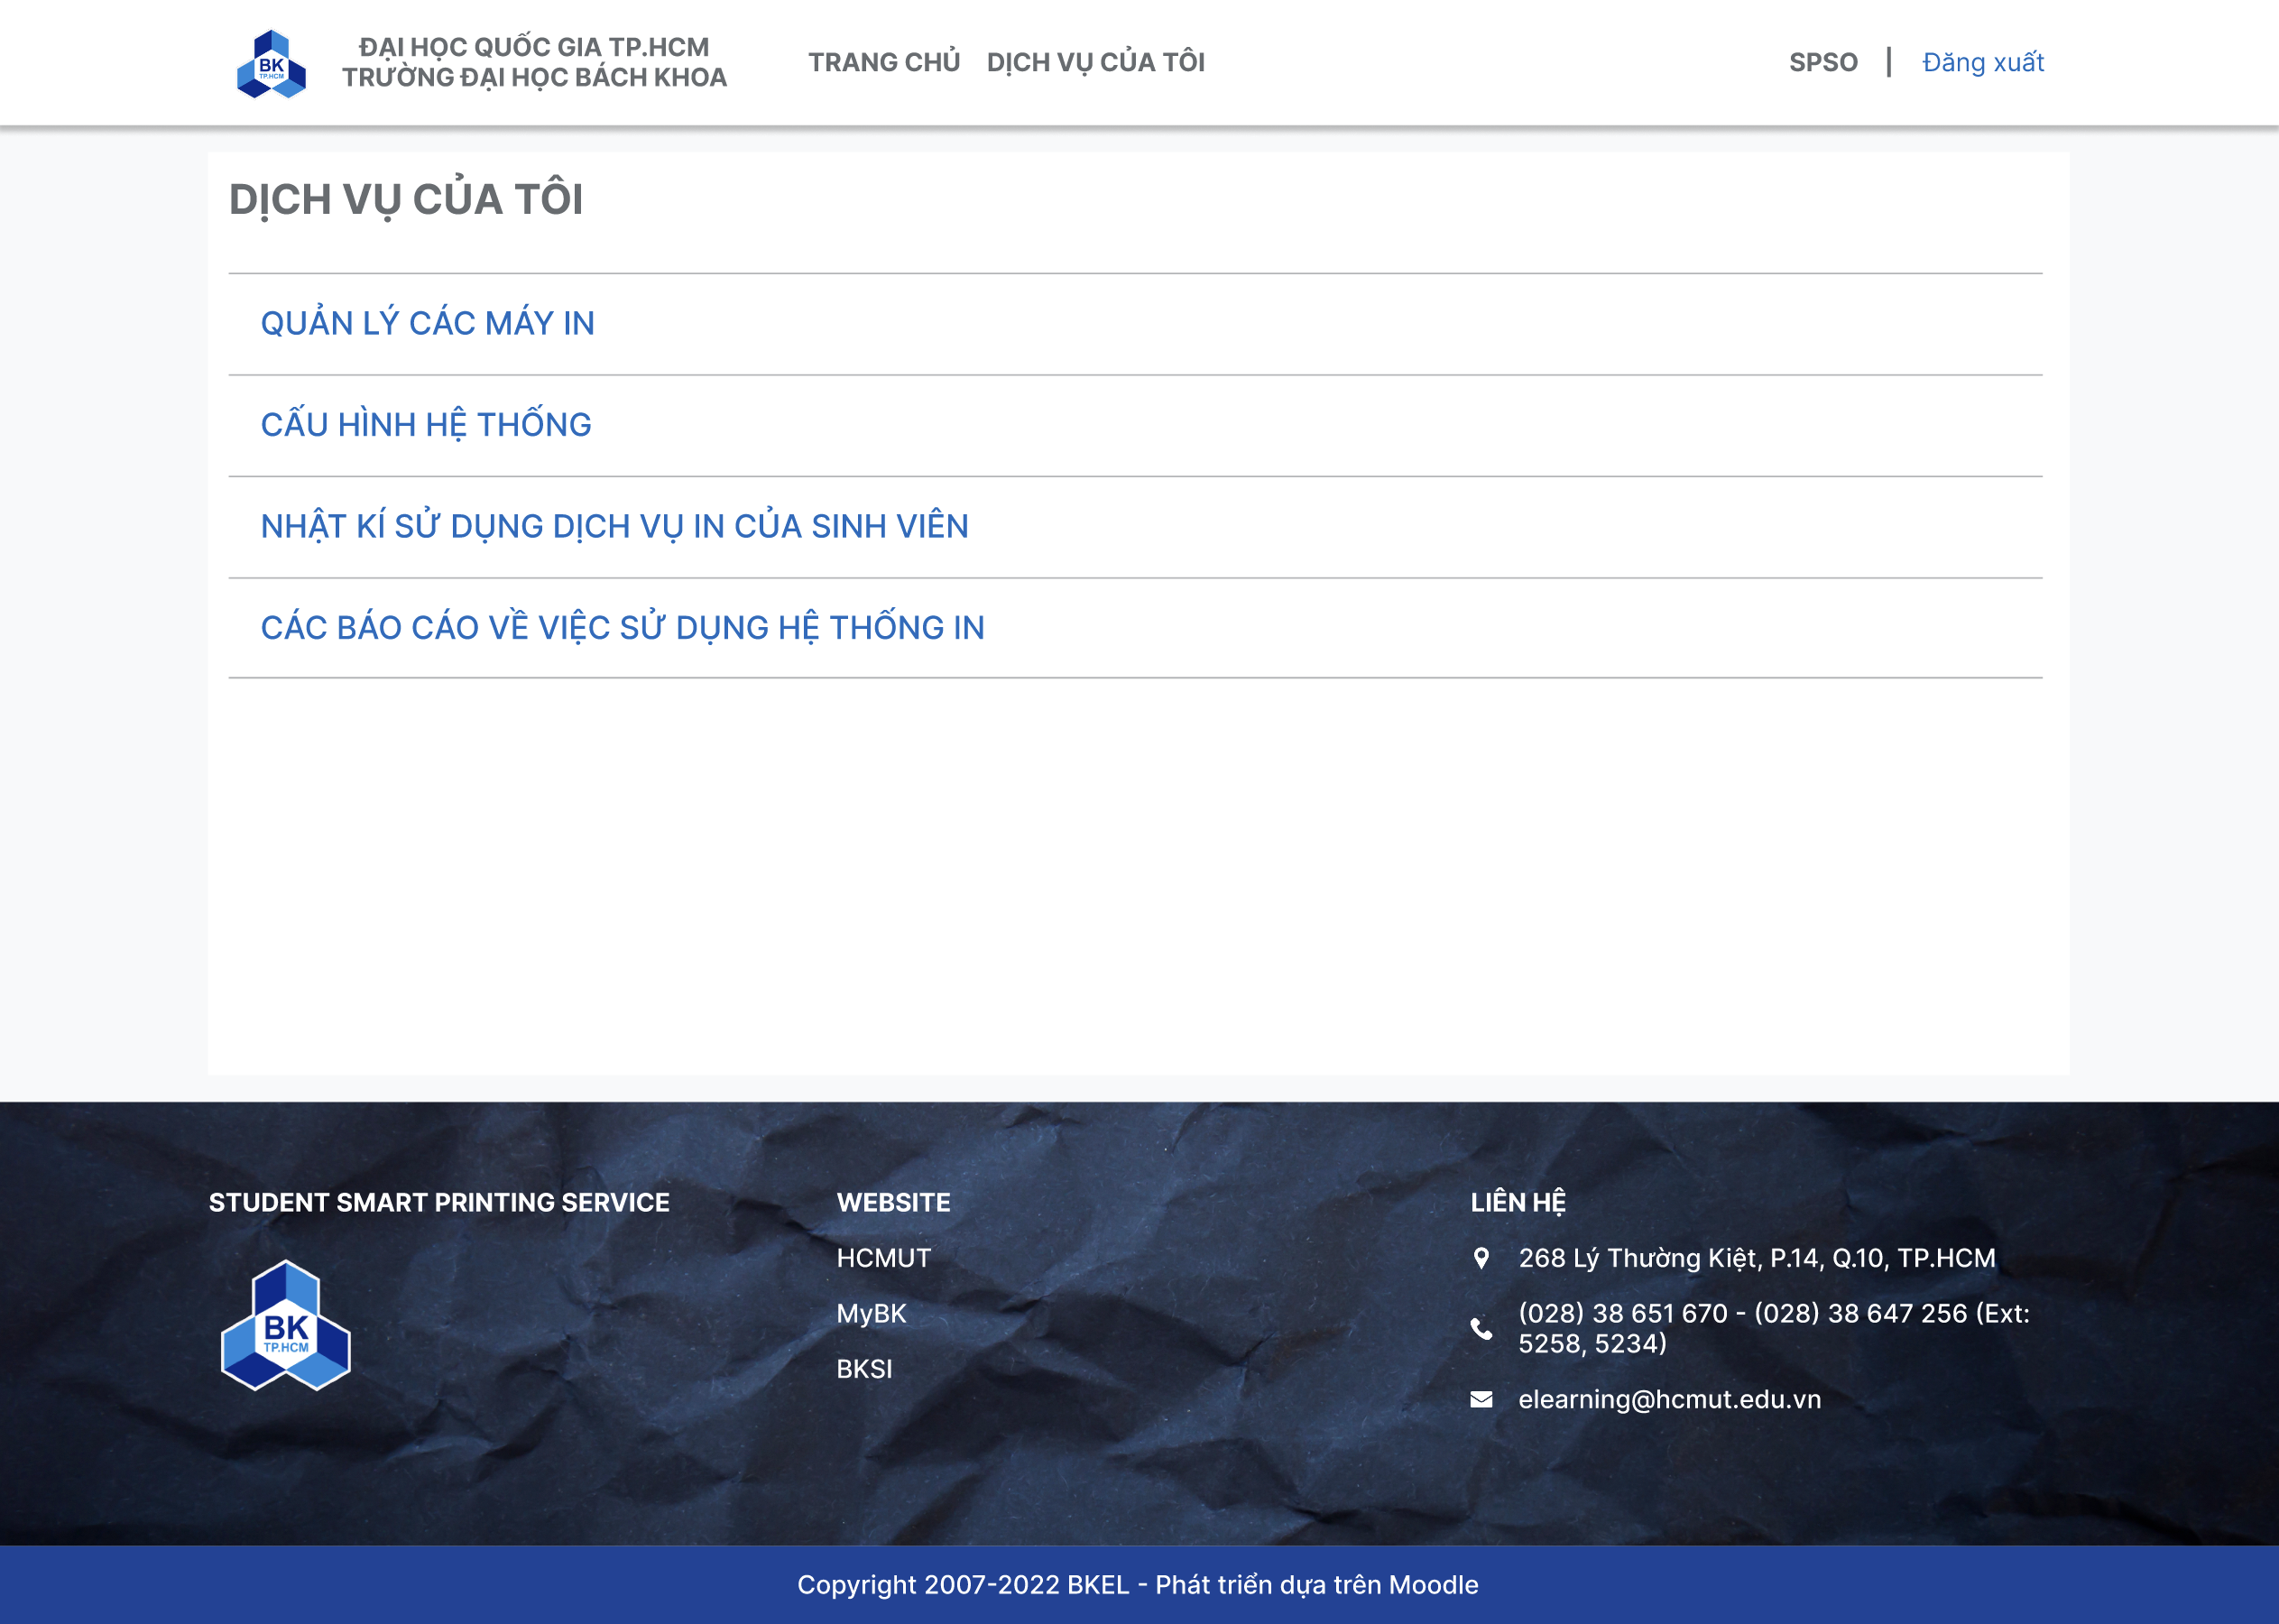 BK
TP.HCM
ĐẠI HỌC QUỐC GIA TP.HCM
TRƯỜNG ĐẠI HỌC BÁCH KHOA
TRANG CHỦ
DỊCH VỤ CỦA TÔI
SPSO
|
Đăng xuất
DỊCH VỤ CỦA TÔI
QUẢN LÝ CÁC MÁY IN
CẤU HÌNH HỆ THỐNG
NHẬT KÍ SỬ DỤNG DỊCH VỤ IN CỦA SINH VIÊN
CÁC BÁO CÁO VỀ VIỆC SỬ DỤNG HỆ THỐNG IN
STUDENT SMART PRINTING SERVICE
BK
TP.HCM
WEBSITE
HCMUT
MyBK
BKSI
LIÊN HỆ
268 Lý Thường Kiệt, P.14, Q.10, TP.HCM
(028) 38 651 670 - (028) 38 647 256 (Ext:
5258, 5234)
elearning@hcmut.edu.vn
Copyright 2007-2022 BKEL - Phát triển dựa trên Moodle